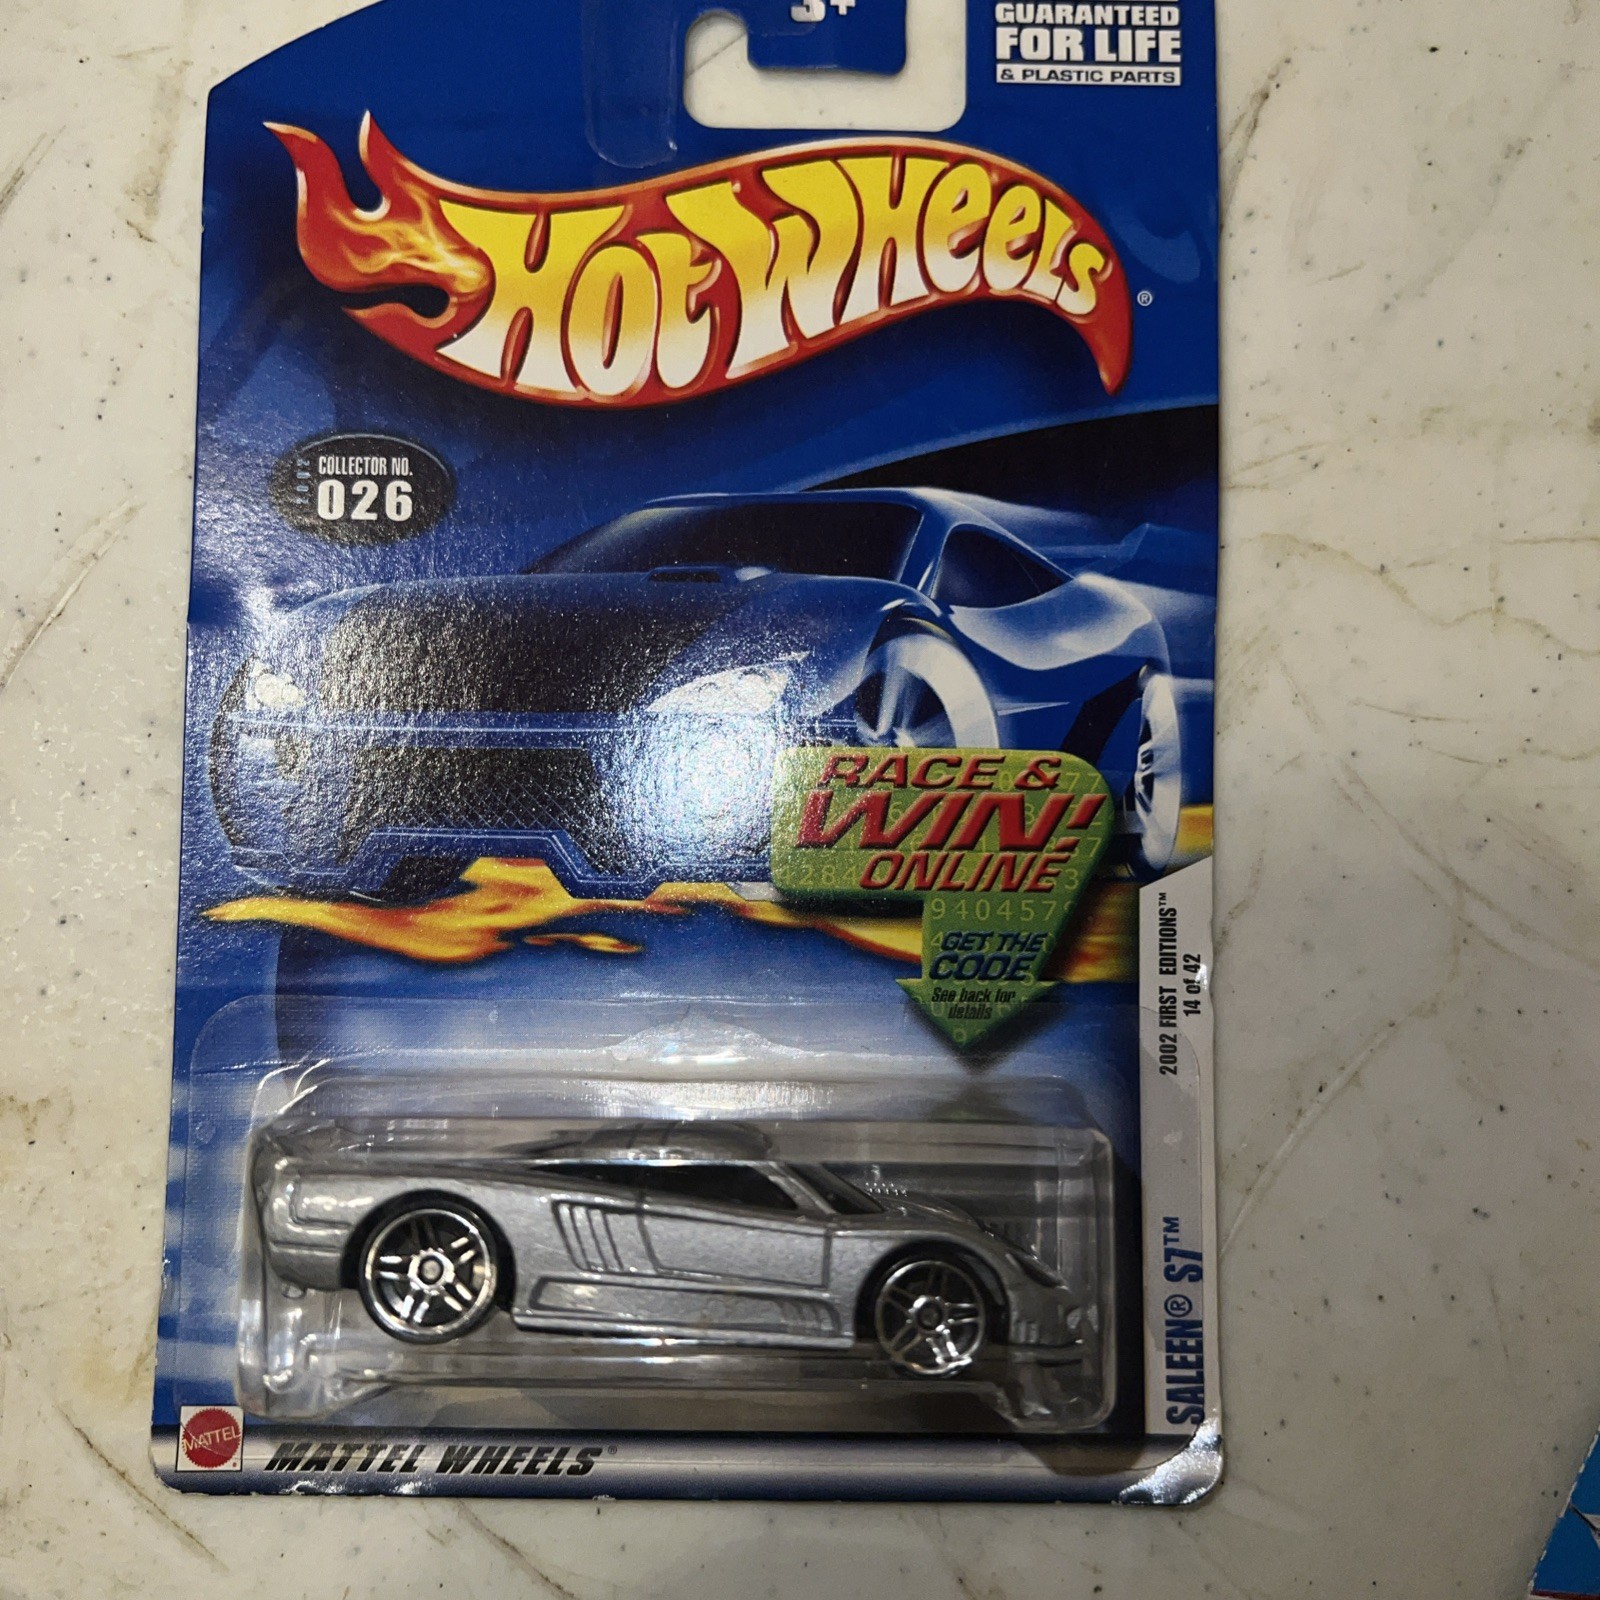 3+
GUARANTEED
FOR LIFE
& PLASTIC PARTS
HOT WHEELS ®
2002
COLLECTOR NO.
026
RACE &
WIN!
ONLINE
9404579
GET THE
CODE
See back for
details
2002 FIRST EDITIONS™
14 of 42
SALEEN® S7™
MATTEL
MATTEL WHEELS®